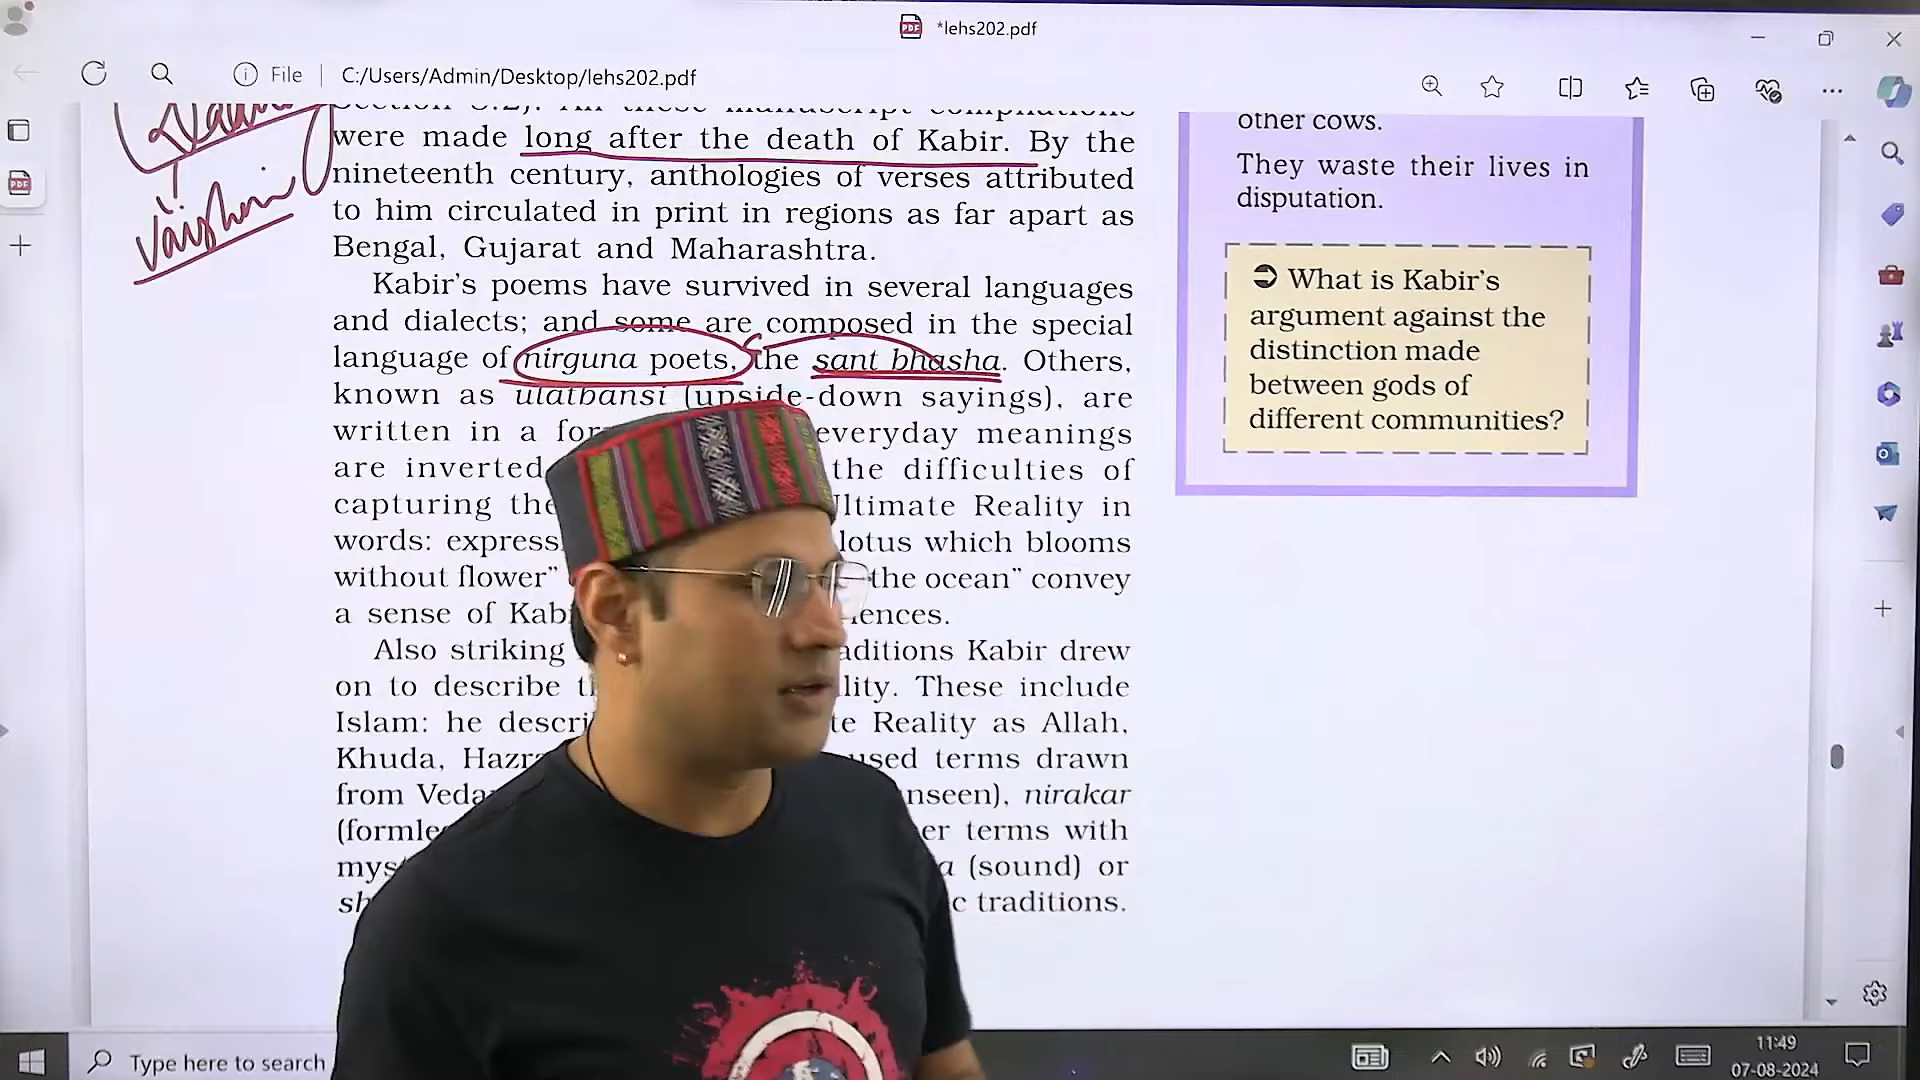 *lehs202.pdf
File
C:/Users/Admin/Desktop/lehs202.pdf
were made long after the death of Kabir. By the
nineteenth century, anthologies of verses attributed
to him circulated in print in regions as far apart as
Bengal, Gujarat and Maharashtra.
Kabir's poems have survived in several languages
and dialects; and some are composed in the special
language of nirguna poets, the sant bhasha. Others,
known as ulatbansi (upside-down sayings), are
written in a everyday meanings
are inverted the difficulties of
capturing the Ultimate Reality in
words: lotus which blooms
without flower" the ocean" convey
a sense of
Also striking Kabir drew
on to describe These include
Islam: he Reality as Allah,
Khuda, used terms drawn
from nirakar
terms with
(sound) or
traditions.
other cows.
They waste their lives in
disputation.
➲ What is Kabir's
argument against the
distinction made
between gods of
different communities?
Type here to search
11:49
07-08-2024